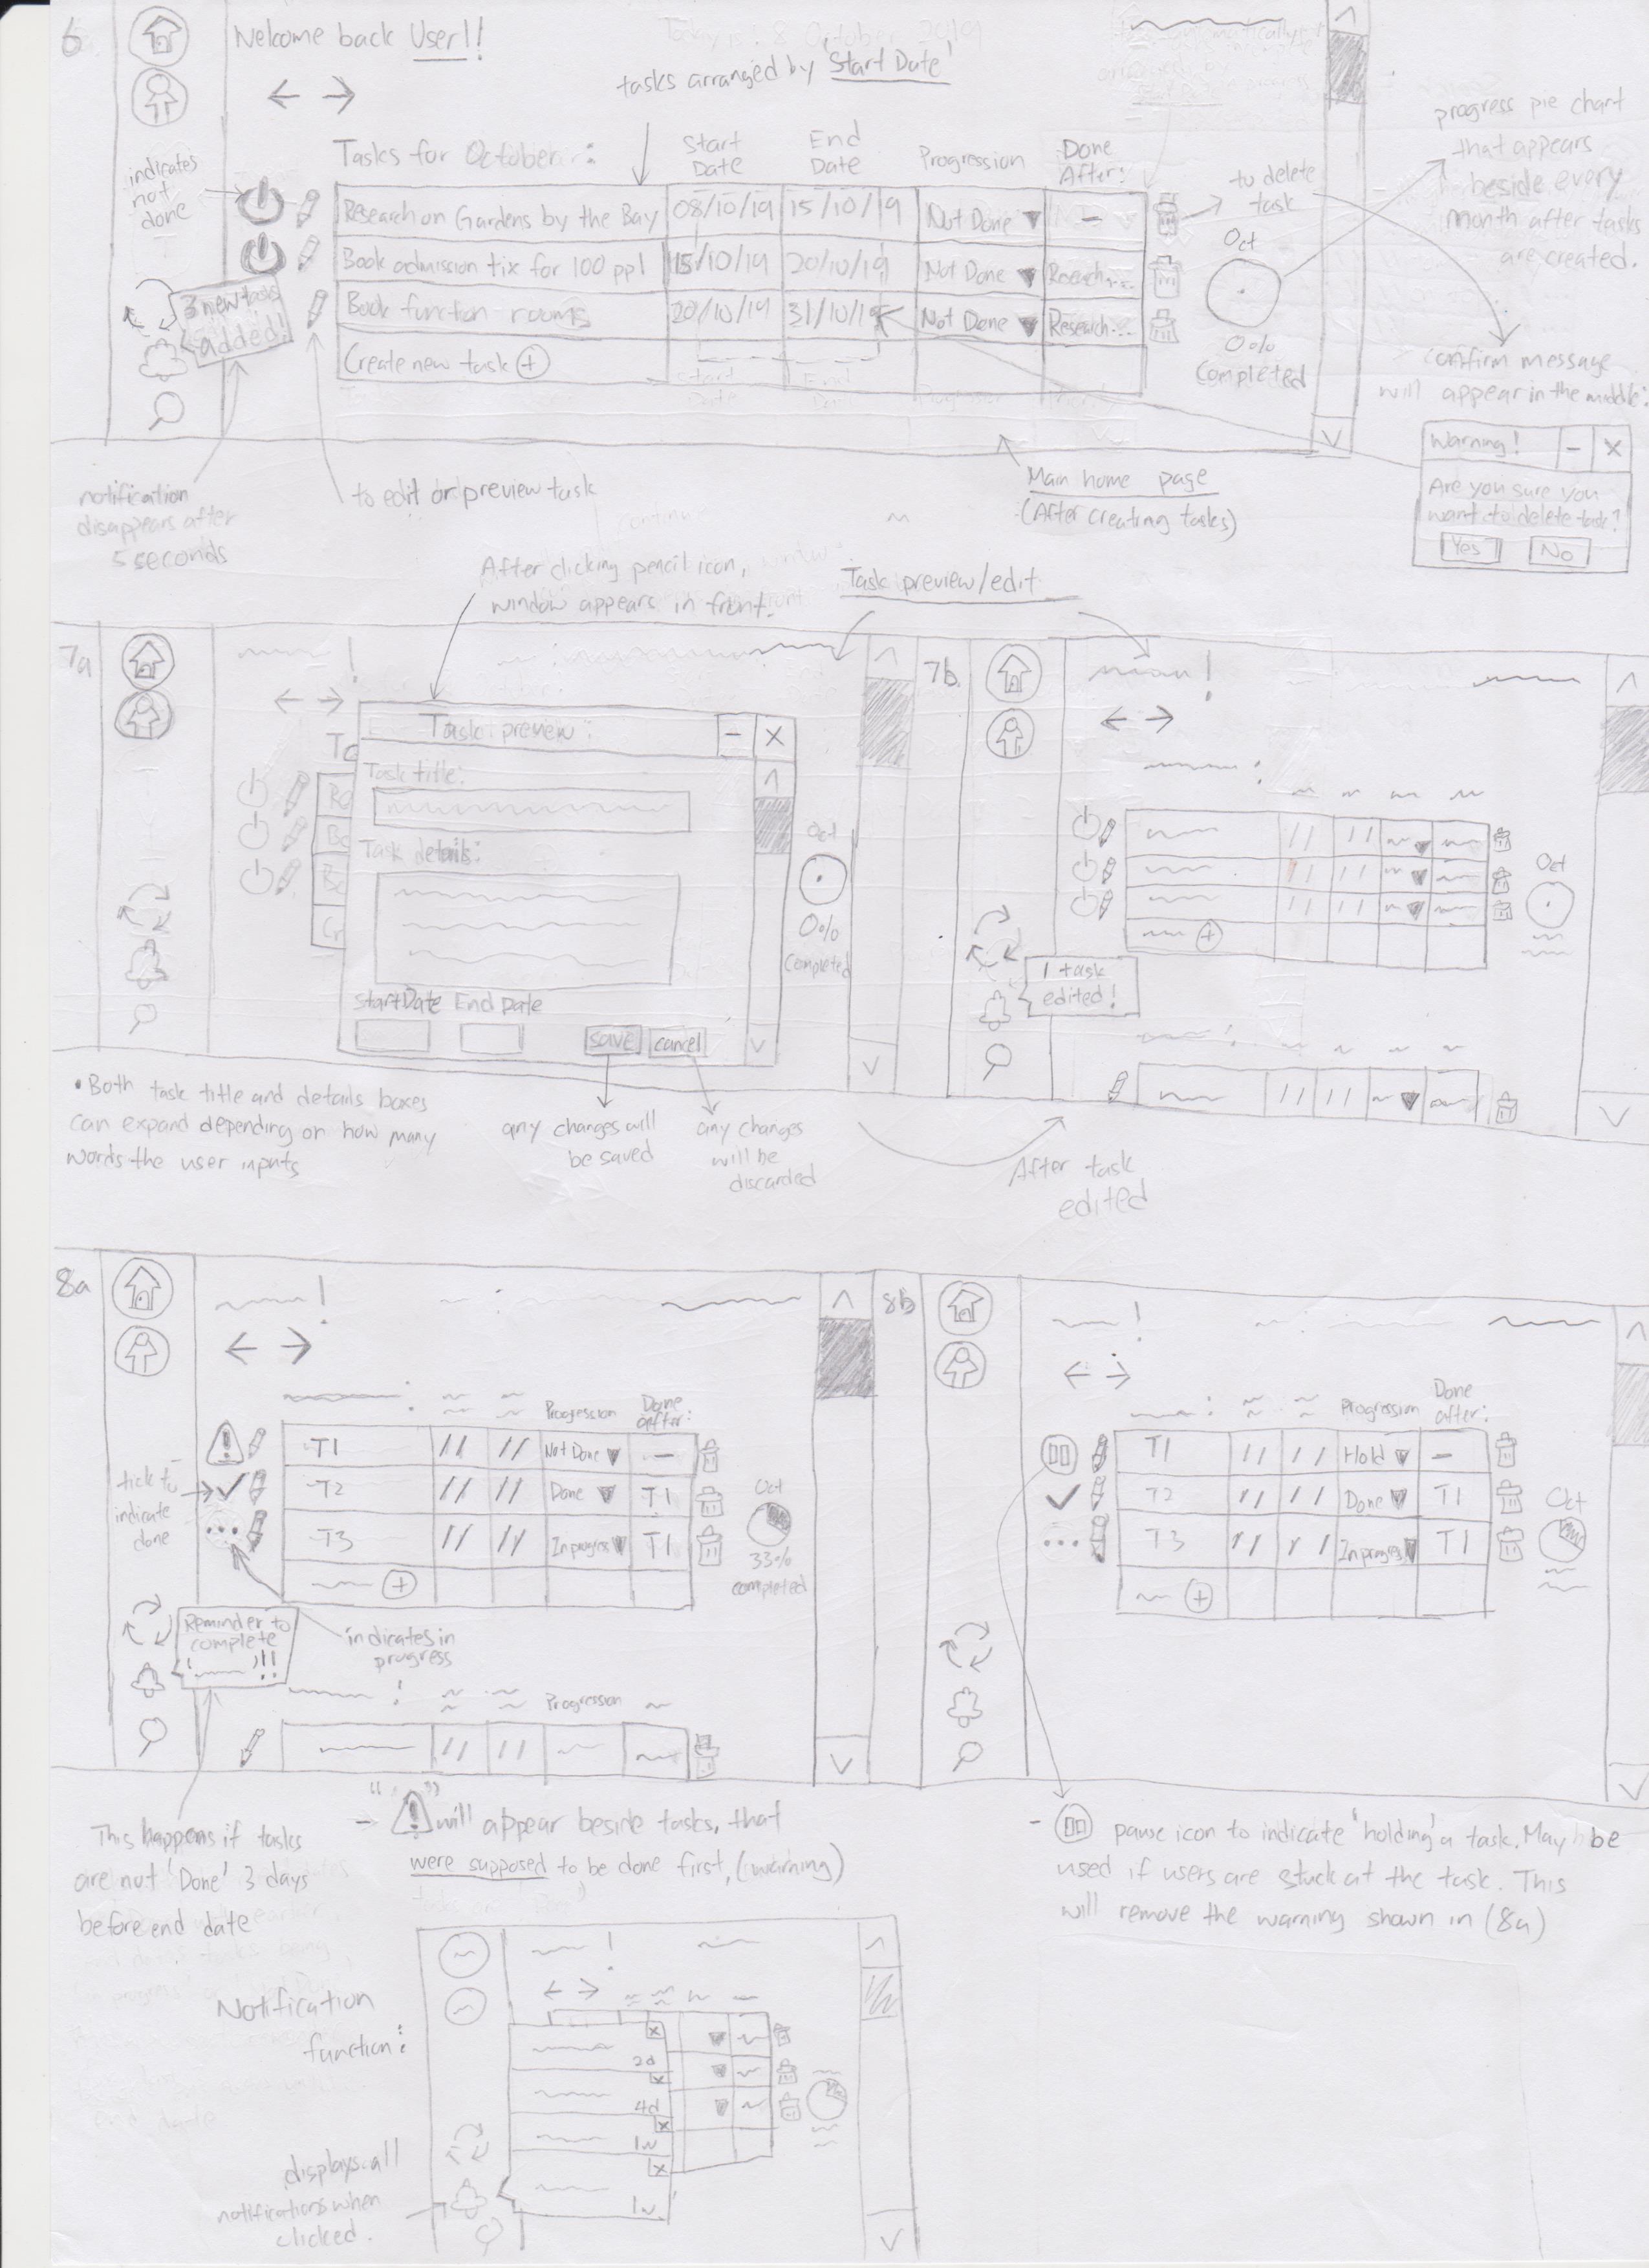 6
Welcome back User1!
Today is: 8 October 2019
tasks arranged by 'Start Date'
progress pie chart
that appears
beside every
month after tasks
are created.
indicates
not
done
Tasks for October:
Start
Date
End
Date
Progression
Done
After:
to delete
task
Research on Gardens by the Bay 08/10/19 15/10/19 Not Done ▼ –
Book admission tix for 100 ppl 15/10/19 20/10/19 Not Done ▼ Research...
Book function rooms 20/10/19 31/10/19 Not Done ▼ Research...
Create new task +
3 new tasks
added!
Oct
0%
Completed
confirm message
will appear in the middle:
Warning! – X
Are you sure you
want to delete task?
Yes No
notification
disappears after
5 seconds
to edit or preview task
Main home page
(After creating tasks)
After clicking pencil icon,
window appears in front.
Task preview/edit
7a
Task preview: – X
Task title:
Task details:
Start Date End Date
save cancel
Oct
0%
Completed
7b
Oct
1 task
edited!
• Both task title and details boxes
can expand depending on how many
words the user inputs
any changes will
be saved
any changes
will be
discarded
After task
edited
8a
Progression
Done
after:
T1 Not Done ▼ –
T2 Done ▼ T1
T3 In progress ▼ T1
tick to
indicate
done
Oct
33%
completed
Reminder to
complete
' '!!
indicates in
progress
Progression
8b
Progression
Done
after:
T1 Hold ▼ –
T2 Done ▼ T1
T3 In progress ▼ T1
Oct
This happens if tasks
are not 'Done' 3 days
before end date
– "⚠" will appear beside tasks, that
were supposed to be done first, (warning)
- pause icon to indicate 'holding' a task. May be
used if users are stuck at the task. This
will remove the warning shown in (8a)
Notification
function:
2d
4d
1w
1w
displays all
notifications when
clicked.